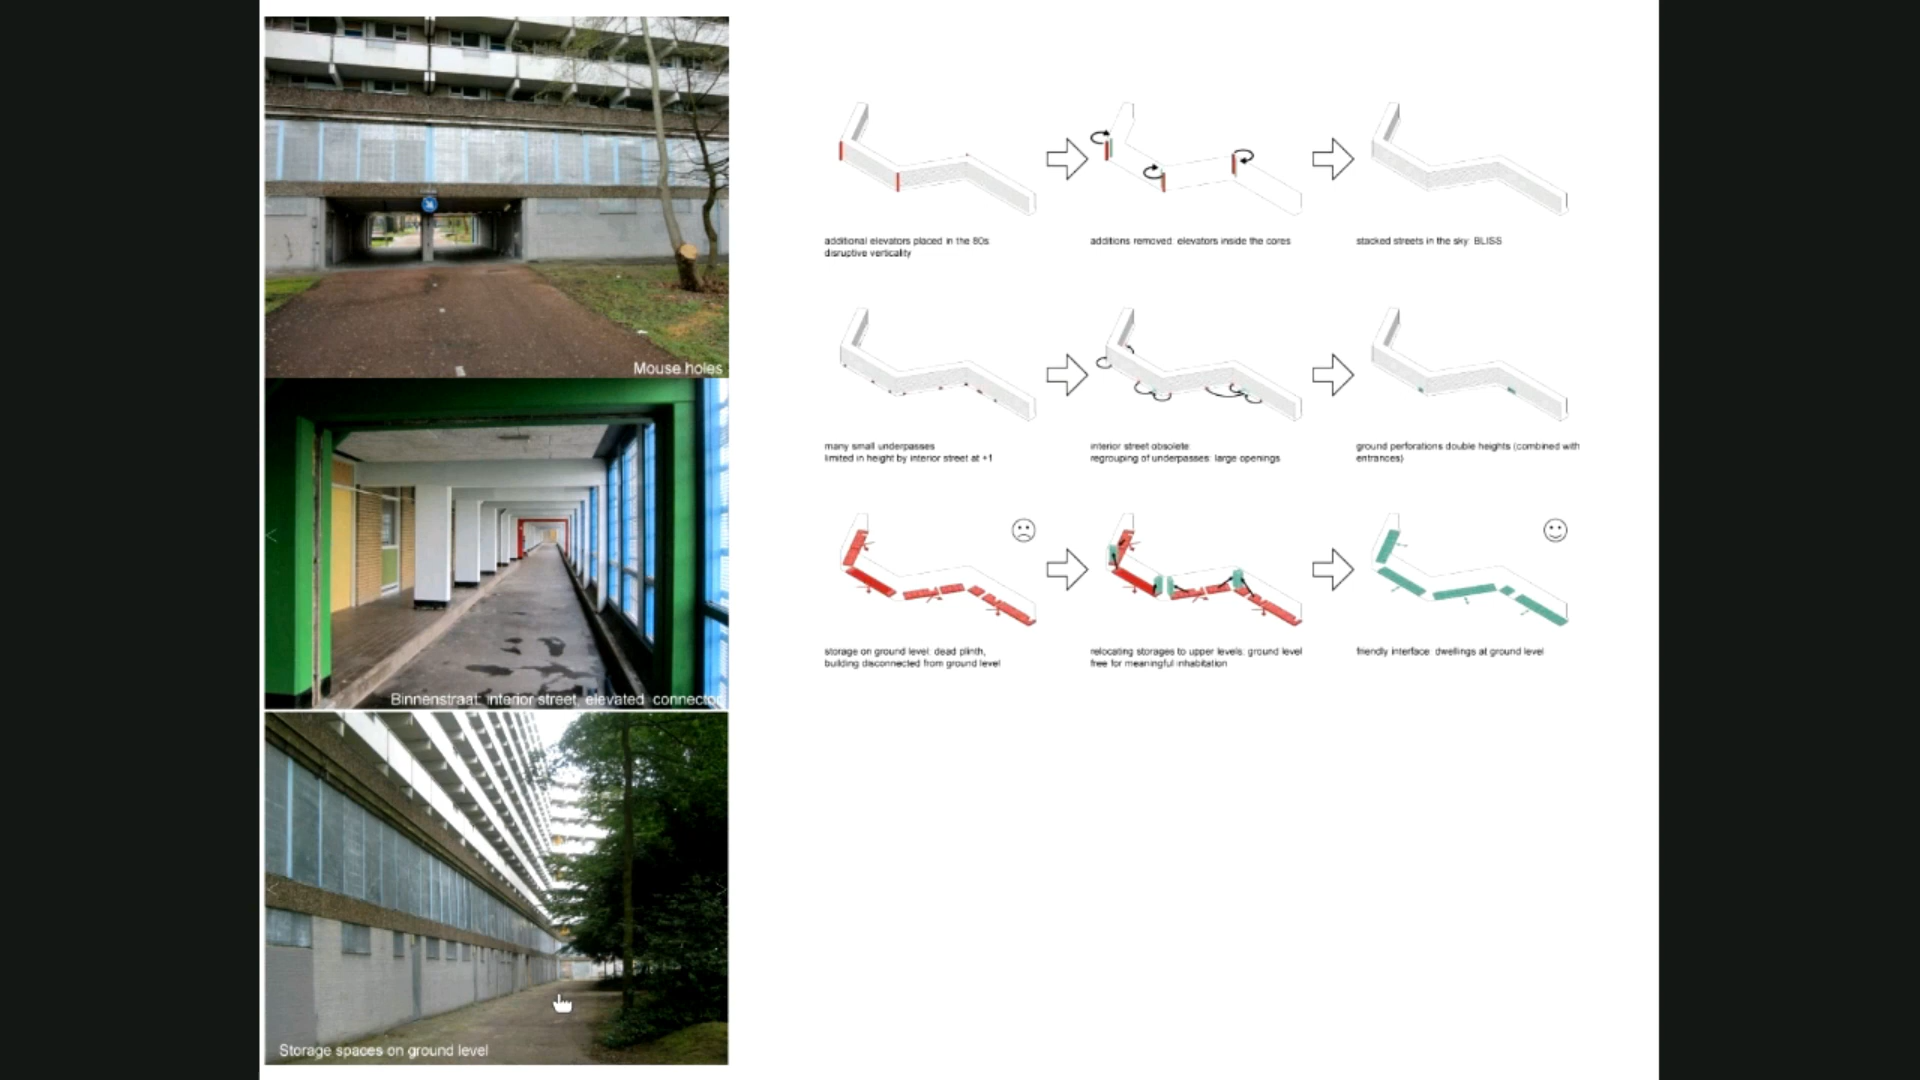 Mouse holes
Binnenstraat: interior street, elevated connector
Storage spaces on ground level
additional elevators placed in the 80s:
disruptive verticality
additions removed: elevators inside the cores
stacked streets in the sky: BLISS
many small underpasses
limited in height by interior street at +1
interior street obsolete:
regrouping of underpasses: large openings
ground perforations double heights (combined with
entrances)
storage on ground level: dead plinth,
building disconnected from ground level
relocating storages to upper levels: ground level
free for meaningful inhabitation
friendly interface: dwellings at ground level